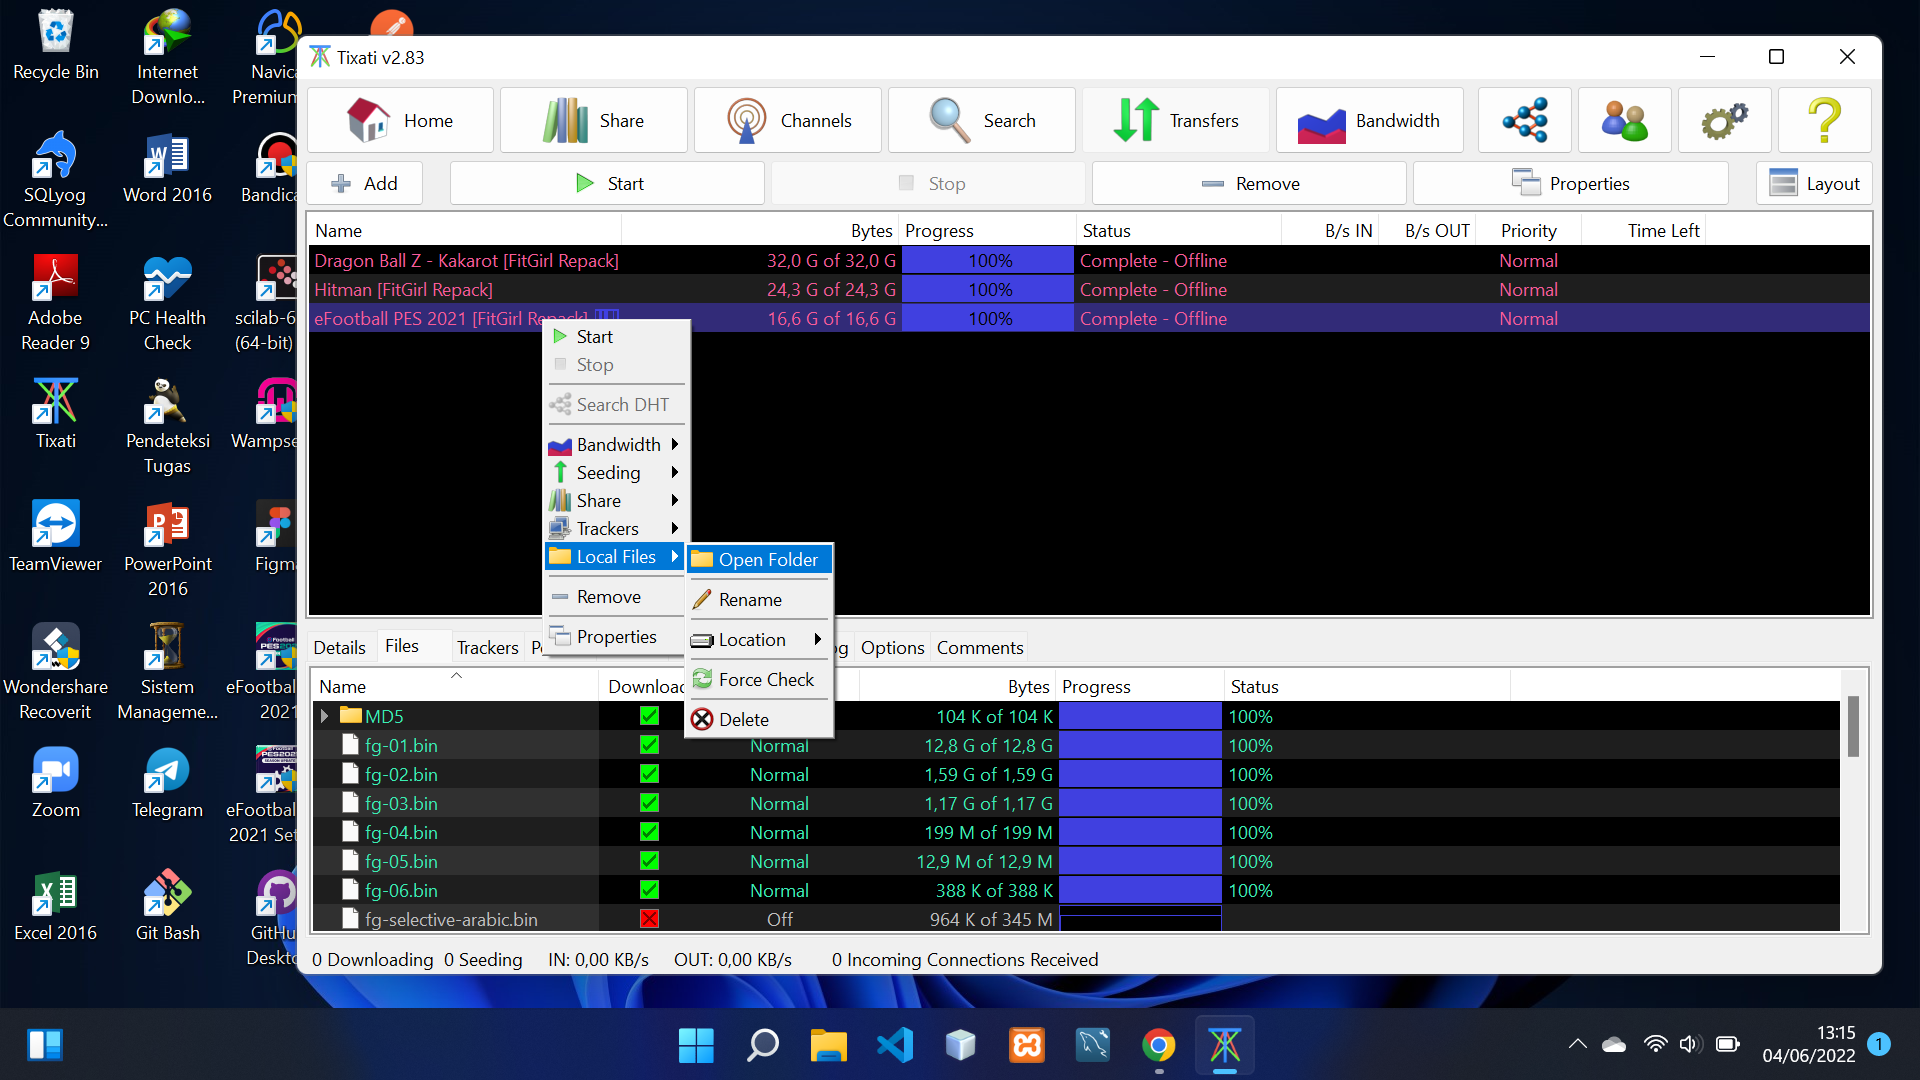 Recycle Bin
Internet
Downlo...
Navica
Premium
SQLyog
Community...
Word 2016
Bandica
Adobe
Reader 9
PC Health
Check
scilab-6
(64-bit)
Tixati
Pendeteksi
Tugas
Wampse
TeamViewer
PowerPoint
2016
Figma
Wondershare
Recoverit
Sistem
Manageme...
eFootbal
2021
Zoom
Telegram
eFootbal
2021 Set
Excel 2016
Git Bash
GitHu
Deskto
Tixati v2.83
Home
Share
Channels
Search
Transfers
Bandwidth
Add
Start
Stop
Remove
Properties
Layout
Name Bytes Progress Status B/s IN B/s OUT Priority Time Left
Dragon Ball Z - Kakarot [FitGirl Repack] 32,0 G of 32,0 G 100% Complete - Offline Normal
Hitman [FitGirl Repack] 24,3 G of 24,3 G 100% Complete - Offline Normal
eFootball PES 2021 [FitGirl Repack] 16,6 G of 16,6 G 100% Complete - Offline Normal
Start
Stop
Search DHT
Bandwidth
Seeding
Share
Trackers
Local Files
Remove
Properties
Open Folder
Rename
Location
Force Check
Delete
Details Files Trackers P og Options Comments
Name Download Bytes Progress Status
MD5 104 K of 104 K 100%
fg-01.bin Normal 12,8 G of 12,8 G 100%
fg-02.bin Normal 1,59 G of 1,59 G 100%
fg-03.bin Normal 1,17 G of 1,17 G 100%
fg-04.bin Normal 199 M of 199 M 100%
fg-05.bin Normal 12,9 M of 12,9 M 100%
fg-06.bin Normal 388 K of 388 K 100%
fg-selective-arabic.bin Off 964 K of 345 M
0 Downloading 0 Seeding IN: 0,00 KB/s OUT: 0,00 KB/s 0 Incoming Connections Received
13:15
04/06/2022
1